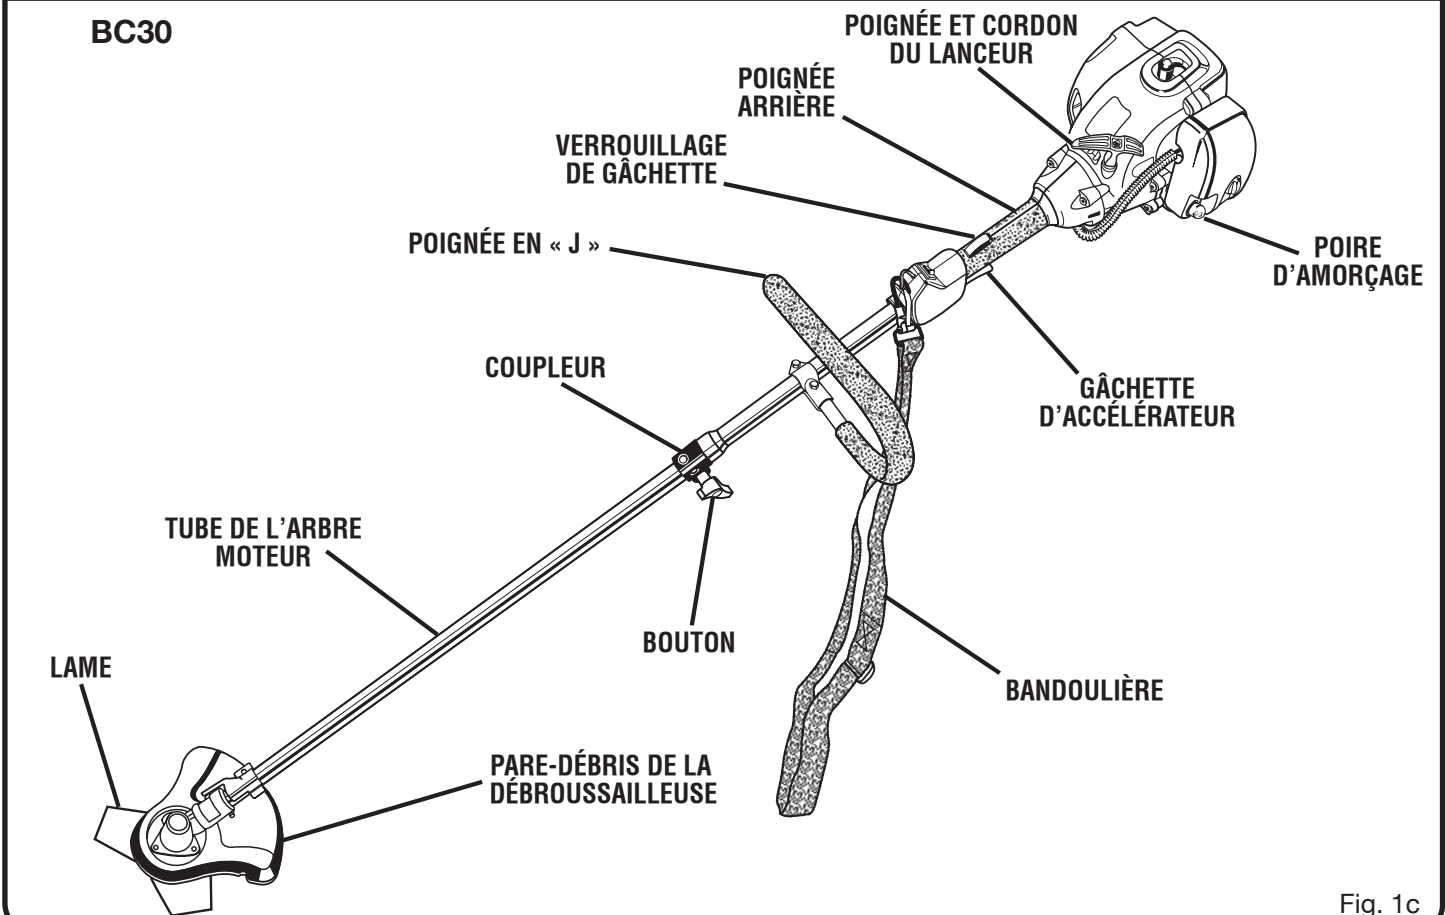 BC30
POIGNÉE ET CORDON
DU LANCEUR
POIGNÉE
ARRIÈRE
VERROUILLAGE
DE GÂCHETTE
POIGNÉE EN « J »
POIRE
D’AMORÇAGE
COUPLEUR
GÂCHETTE
D’ACCÉLÉRATEUR
TUBE DE L’ARBRE
MOTEUR
BOUTON
LAME
BANDOULIÈRE
PARE-DÉBRIS DE LA
DÉBROUSSAILLEUSE
Fig. 1c